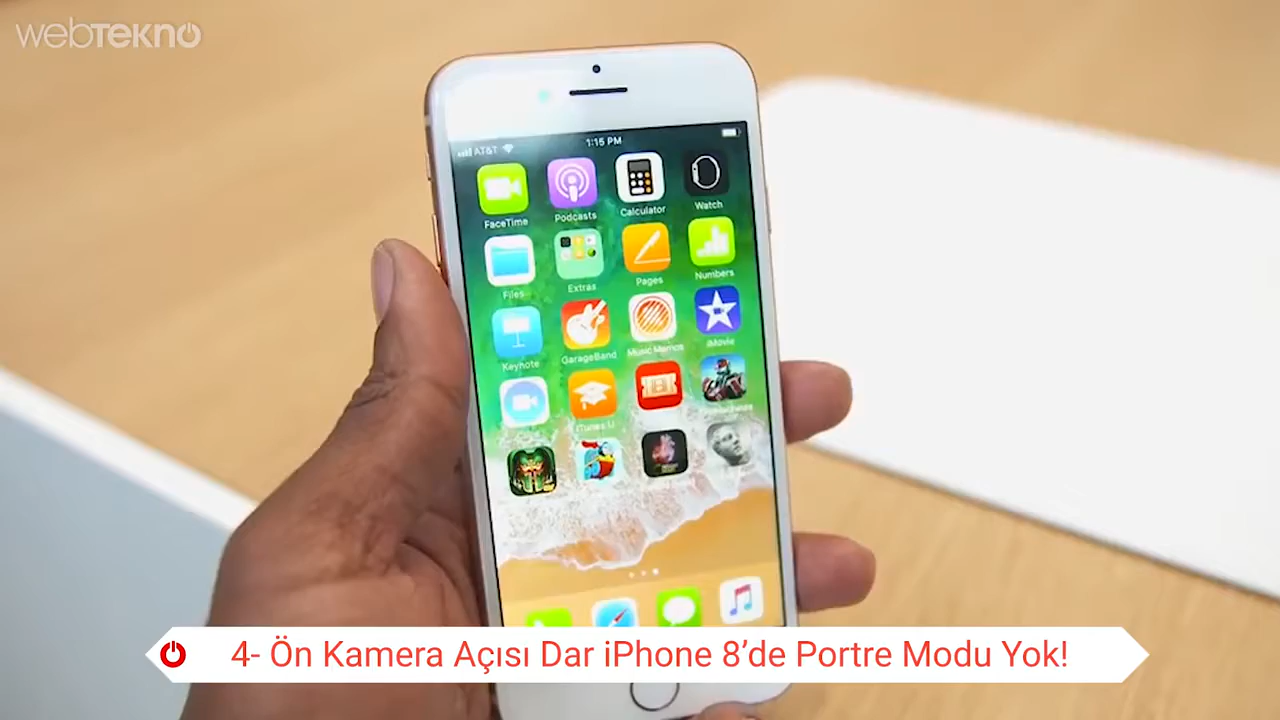 webTEKNO
AT&T
1:15 PM
FaceTime
Podcasts
Calculator
Watch
Files
Extras
Pages
Numbers
Keynote
GarageBand
Music Memos
iMovie
iTunes U
4- Ön Kamera Açısı Dar iPhone 8’de Portre Modu Yok!